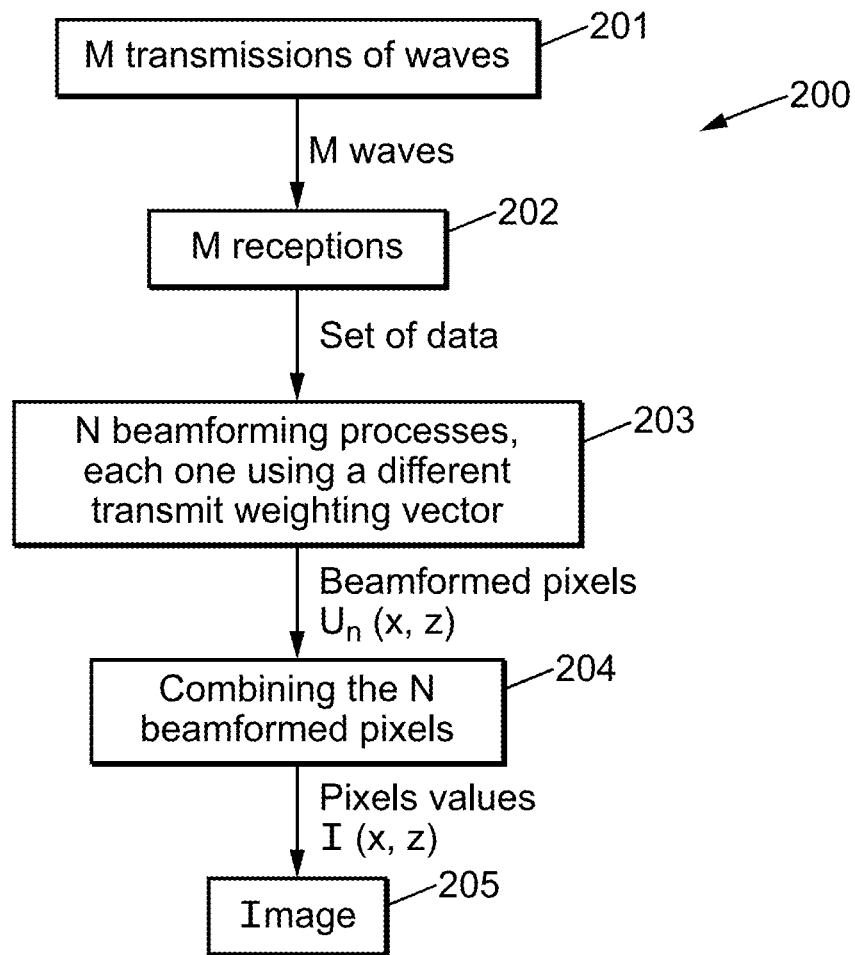 M transmissions of waves
201
200
M waves
202
M receptions
Set of data
N beamforming processes,
each one using a different
transmit weighting vector
203
Beamformed pixels
Uₙ (x, z)
Combining the N
beamformed pixels
204
Pixels values
I (x, z)
Image
205